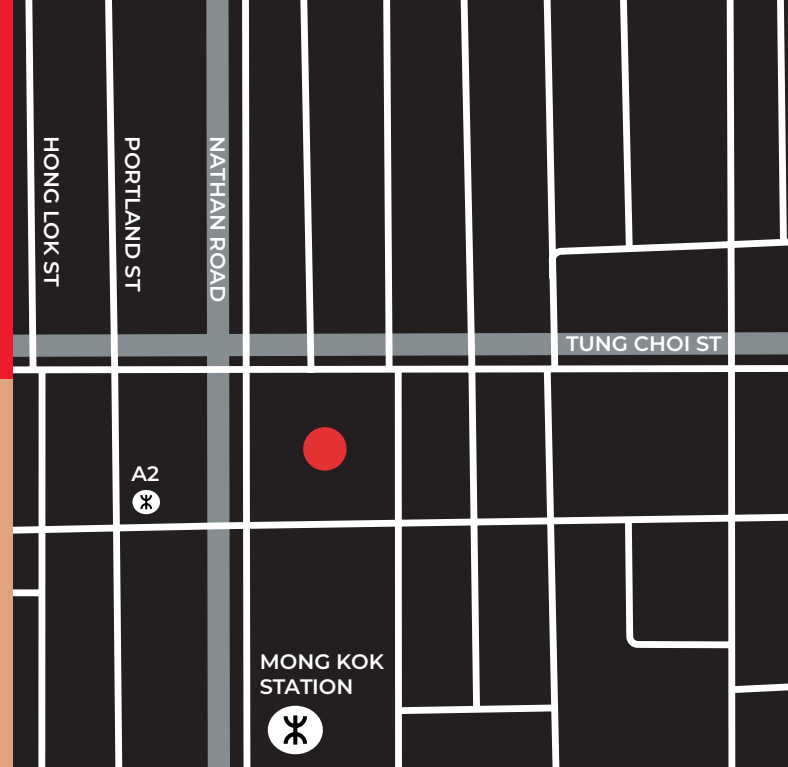 HONG LOK ST
PORTLAND ST
NATHAN ROAD
TUNG CHOI ST
A2
MONG KOK
STATION